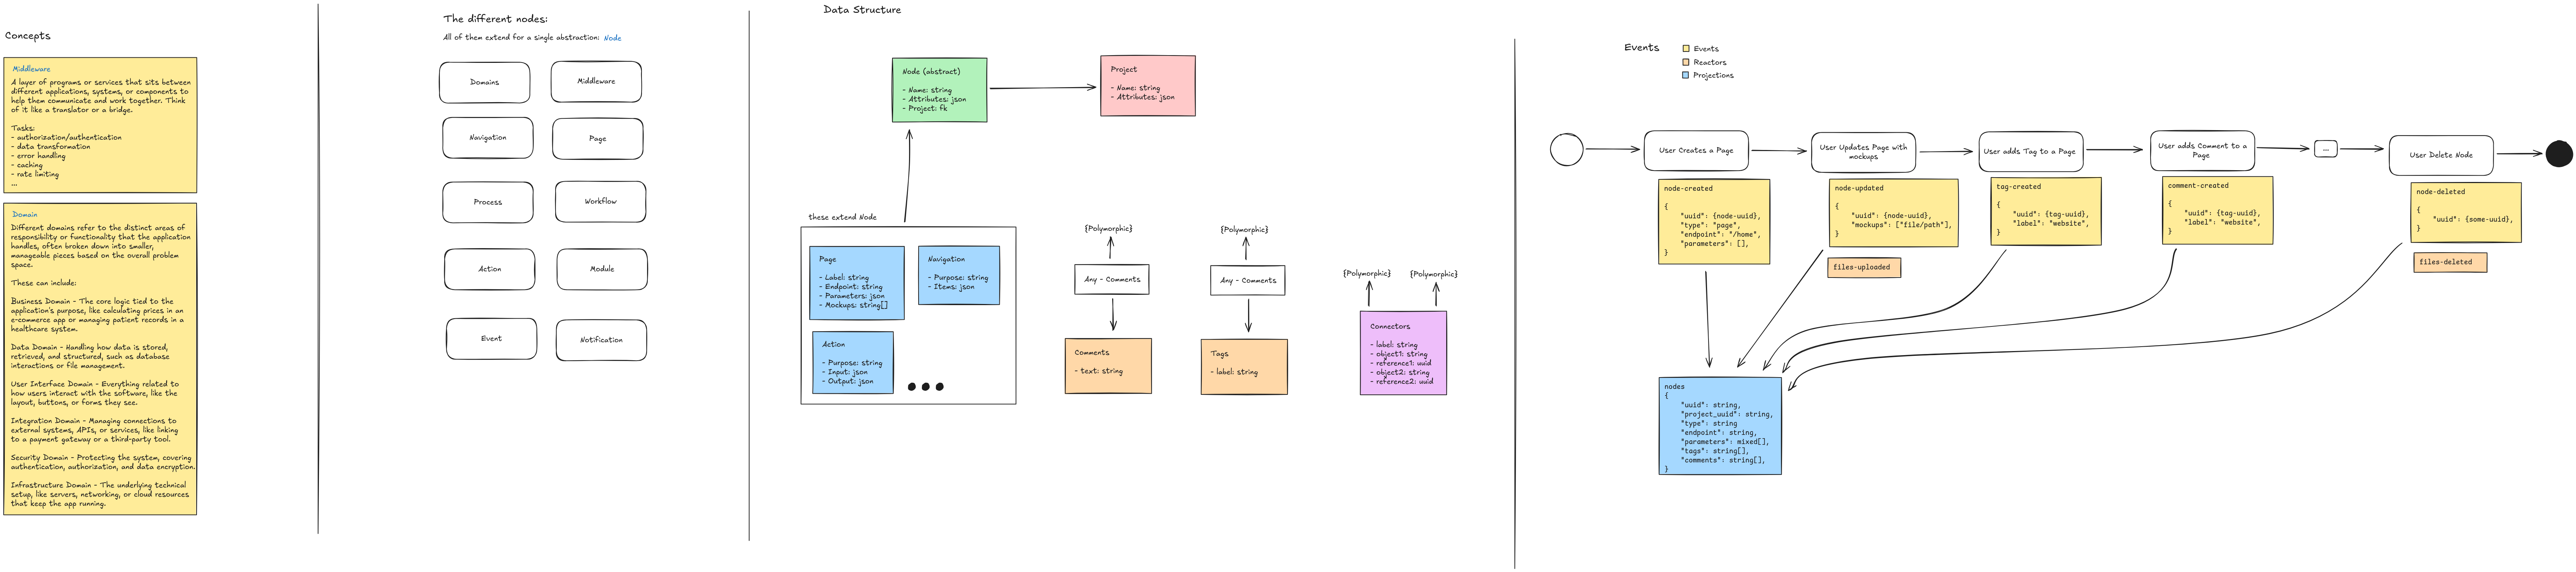 Concepts
Middleware
A layer of programs or services that sits between
different applications, systems, or components to
help them communicate and work together. Think
of it like a translator or a bridge.
Tasks:
- authorization/authentication
- data transformation
- error handling
- caching
- rate limiting
...
Domain
Different domains refer to the distinct areas of
responsibility or functionality that the application
handles, often broken down into smaller,
manageable pieces based on the overall problem
space.
These can include:
Business Domain - The core logic tied to the
application's purpose, like calculating prices in an
e-commerce app or managing patient records in a
healthcare system.
Data Domain - Handling how data is stored,
retrieved, and structured, such as database
interactions or file management.
User Interface Domain - Everything related to
how users interact with the software, like the
layout, buttons, or forms they see.
Integration Domain - Managing connections to
external systems, APIs, or services, like linking
to a payment gateway or a third-party tool.
Security Domain - Protecting the system, covering
authentication, authorization, and data encryption.
Infrastructure Domain - The underlying technical
setup, like servers, networking, or cloud resources
that keep the app running.
The different nodes:
All of them extend for a single abstraction: Node
Domains
Middleware
Navigation
Page
Process
Workflow
Action
Module
Event
Notification
Data Structure
Node (abstract)
- Name: string
- Attributes: json
- Project: fk
Project
- Name: string
- Attributes: json
these extend Node
Page
- Label: string
- Endpoint: string
- Parameters: json
- Mockups: string[]
Navigation
- Purpose: string
- Items: json
Action
- Purpose: string
- Input: json
- Output: json
{Polymorphic}
Any - Comments
Comments
- text: string
{Polymorphic}
Any - Comments
Tags
- label: string
{Polymorphic}
{Polymorphic}
Connectors
- label: string
- object1: string
- reference1: uuid
- object2: string
- reference2: uuid
Events
Events
Reactors
Projections
User Creates a Page
User Updates Page with
mockups
User adds Tag to a Page
User adds Comment to a
Page
...
User Delete Node
node-created
{
"uuid": {node-uuid},
"type": "page",
"endpoint": "/home",
"parameters": [],
}
node-updated
{
"uuid": {node-uuid},
"mockups": ["file/path"],
}
files-uploaded
tag-created
{
"uuid": {tag-uuid},
"label": "website",
}
comment-created
{
"uuid": {tag-uuid},
"label": "website",
}
node-deleted
{
"uuid": {some-uuid},
}
files-deleted
nodes
{
"uuid": string,
"project_uuid": string,
"type": string
"endpoint": string,
"parameters": mixed[],
"tags": string[],
"comments": string[],
}